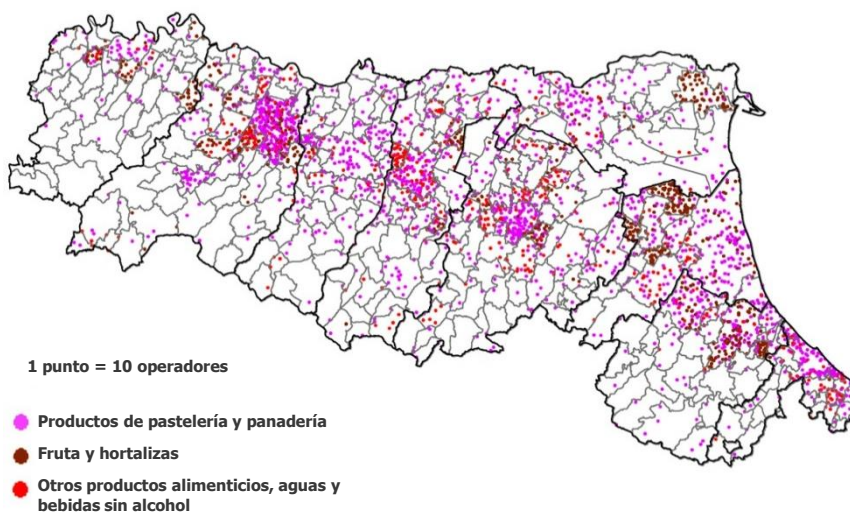 1 punto = 10 operadores
Productos de pastelería y panadería
Fruta y hortalizas
Otros productos alimenticios, aguas y
bebidas sin alcohol